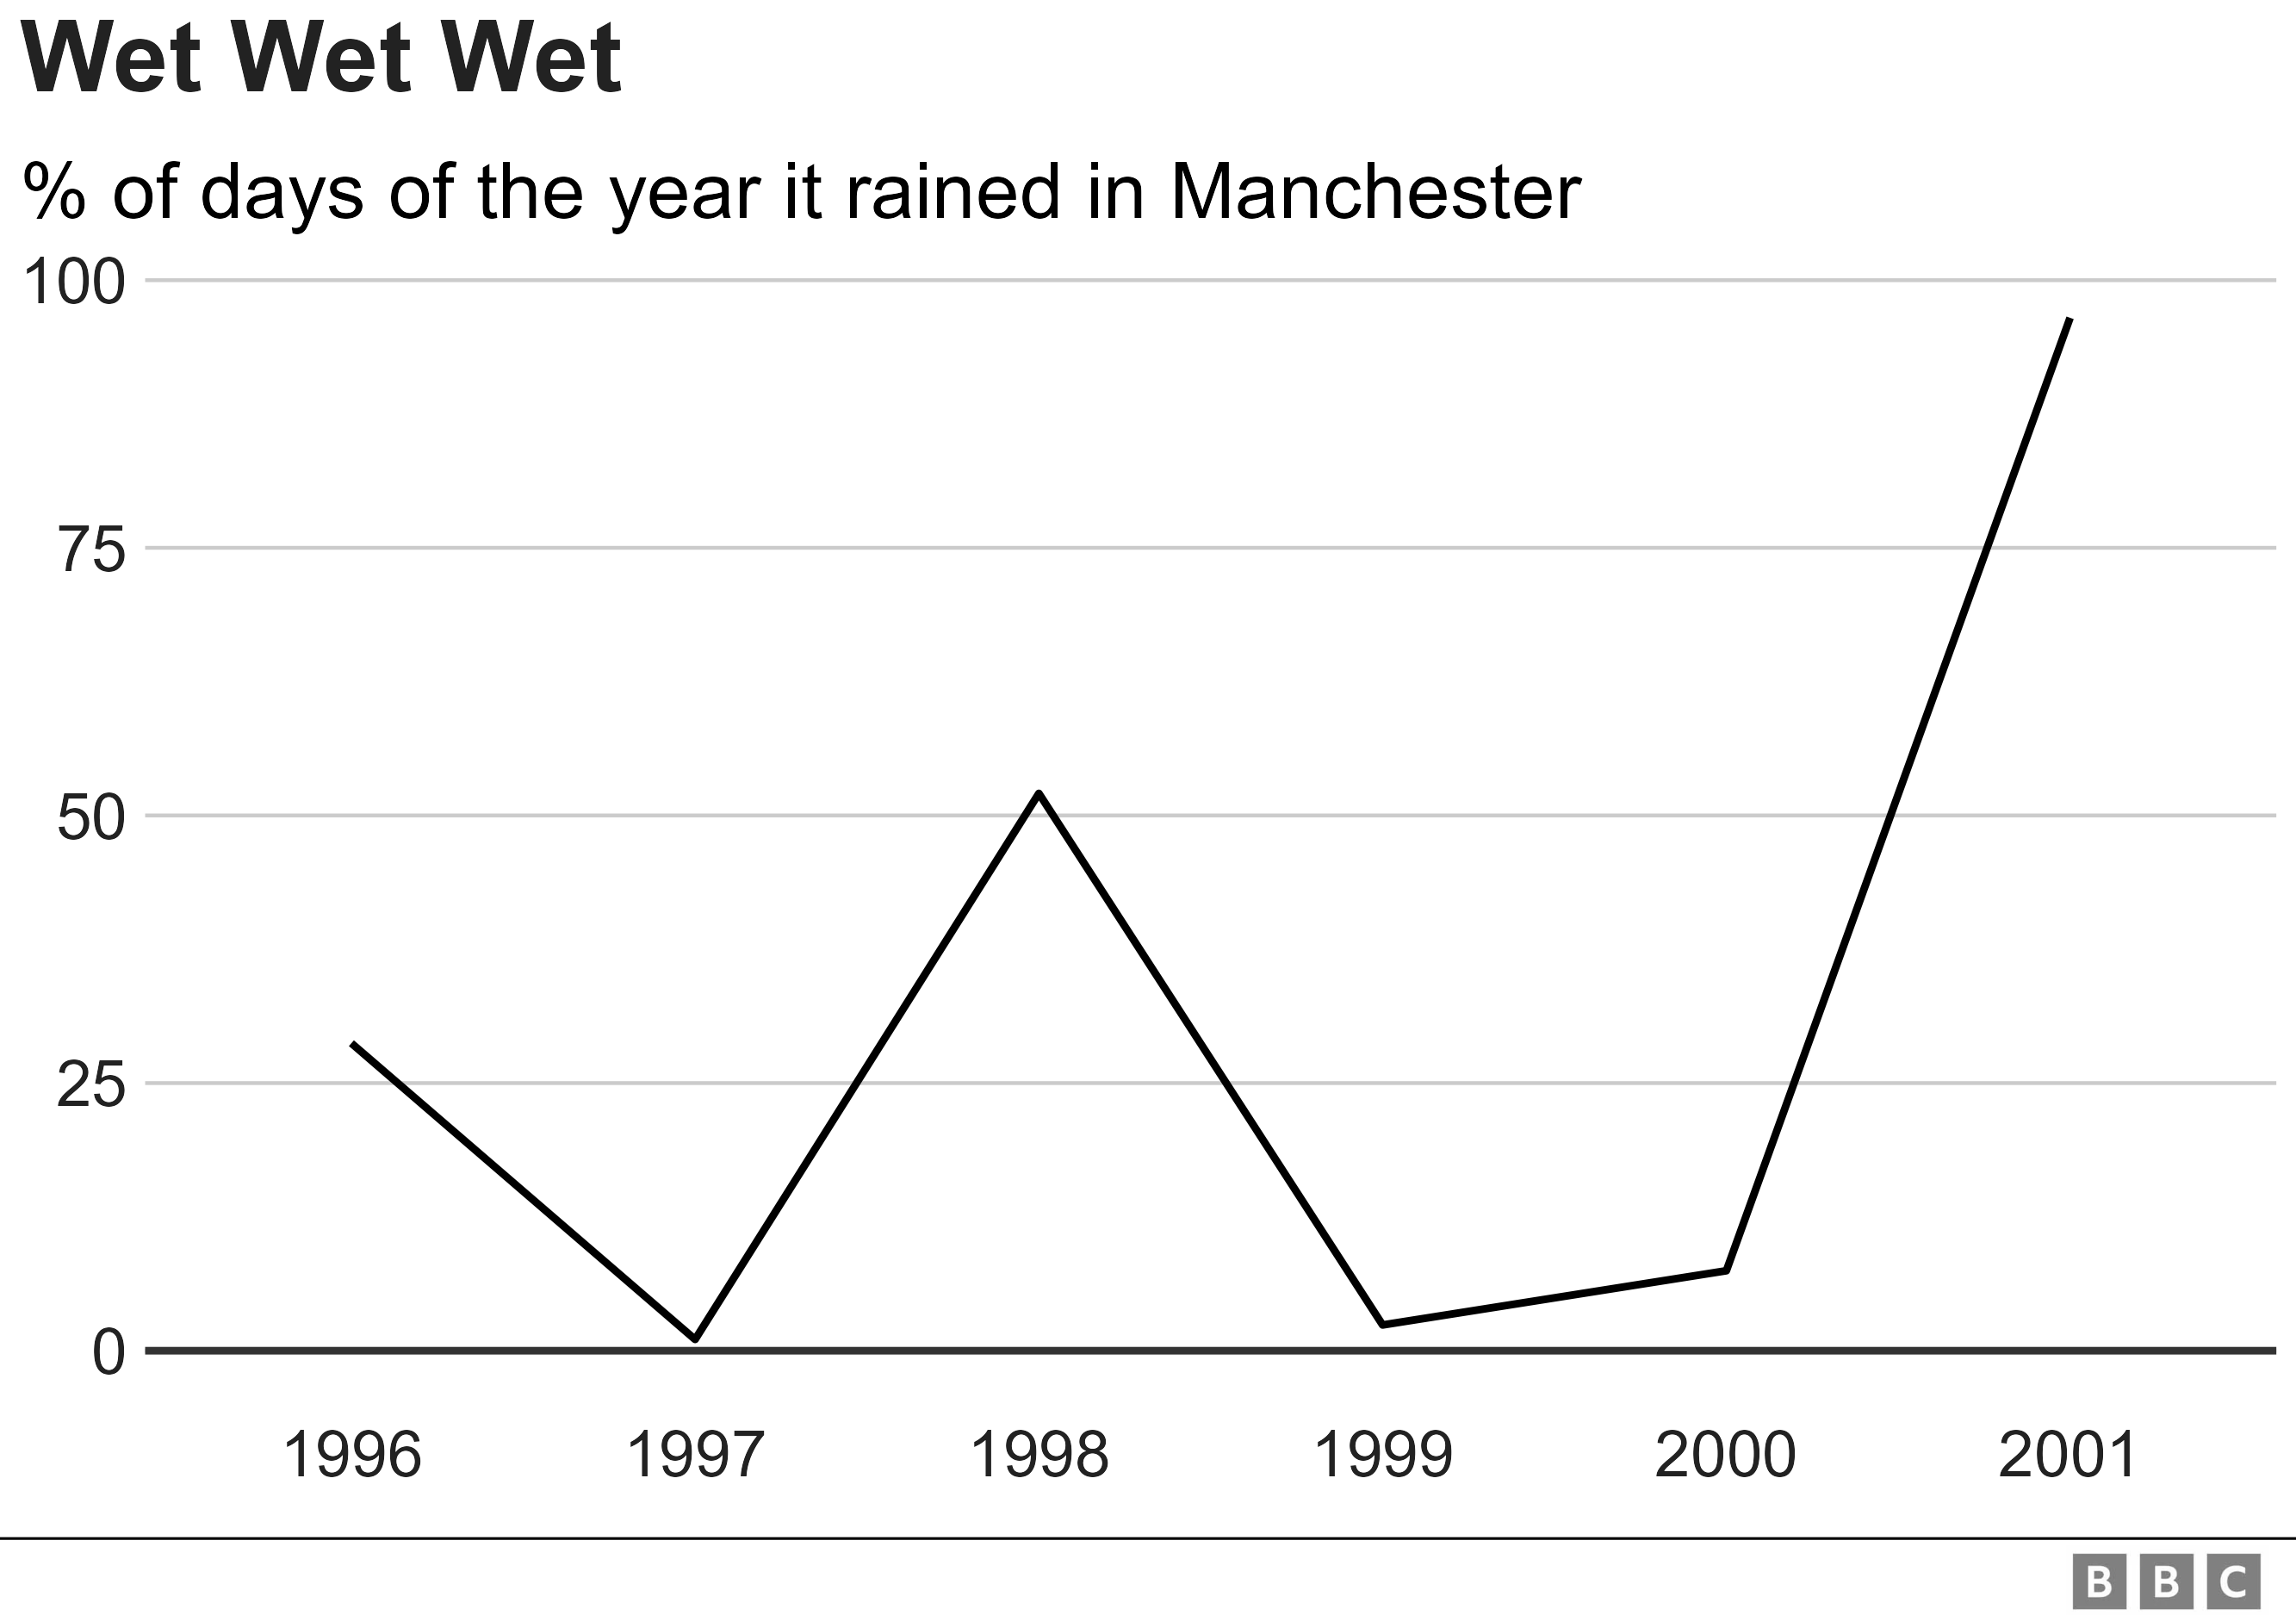 Wet Wet Wet
% of days of the year it rained in Manchester
100
75
50
25
0
1996 1997 1998 1999 2000 2001
BBC